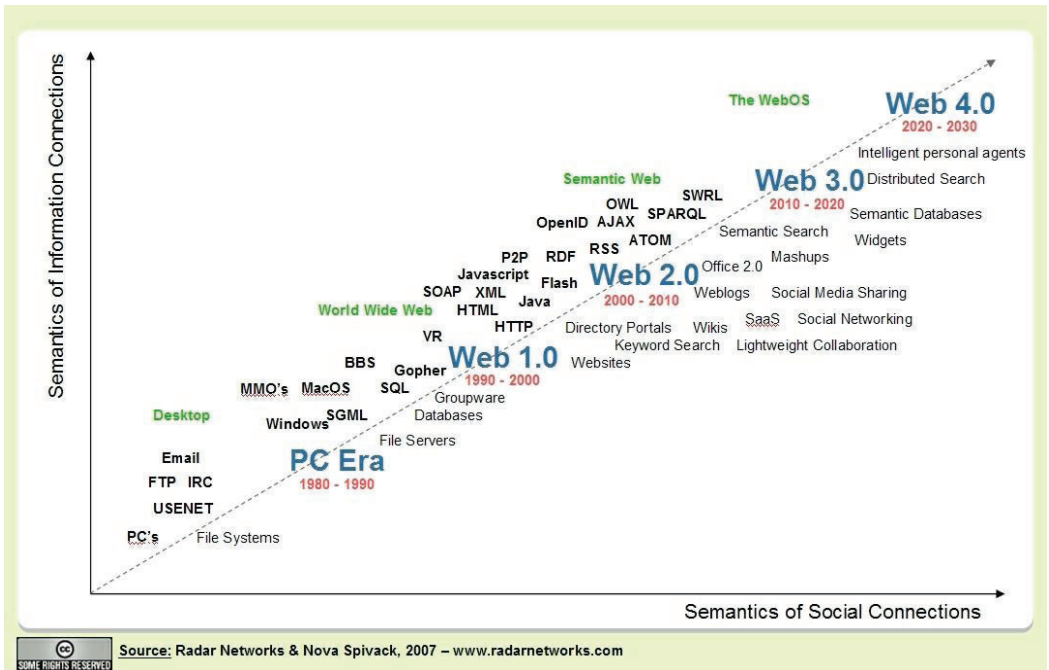 Semantics of Information Connections
The WebOS
Web 4.0
2020 - 2030
Intelligent personal agents
Semantic Web
Web 3.0
Distributed Search
2010 - 2020
SWRL
OWL
SPARQL
Semantic Databases
OpenID
AJAX
Semantic Search
Widgets
ATOM
RSS
Mashups
P2P
RDF
Office 2.0
Javascript
Web 2.0
Flash
2000 - 2010
Weblogs
Social Media Sharing
SOAP
XML
Java
World Wide Web
HTML
HTTP
Directory Portals
Wikis
SaaS
Social Networking
VR
Keyword Search
Lightweight Collaboration
Web 1.0
Websites
1990 - 2000
BBS
Gopher
MMO's
MacOS
SQL
Groupware
Desktop
SGML
Databases
Windows
File Servers
PC Era
1980 - 1990
Email
FTP
IRC
USENET
PC's
File Systems
Semantics of Social Connections
cc
SOME RIGHTS RESERVED
Source: Radar Networks & Nova Spivack, 2007 – www.radarnetworks.com